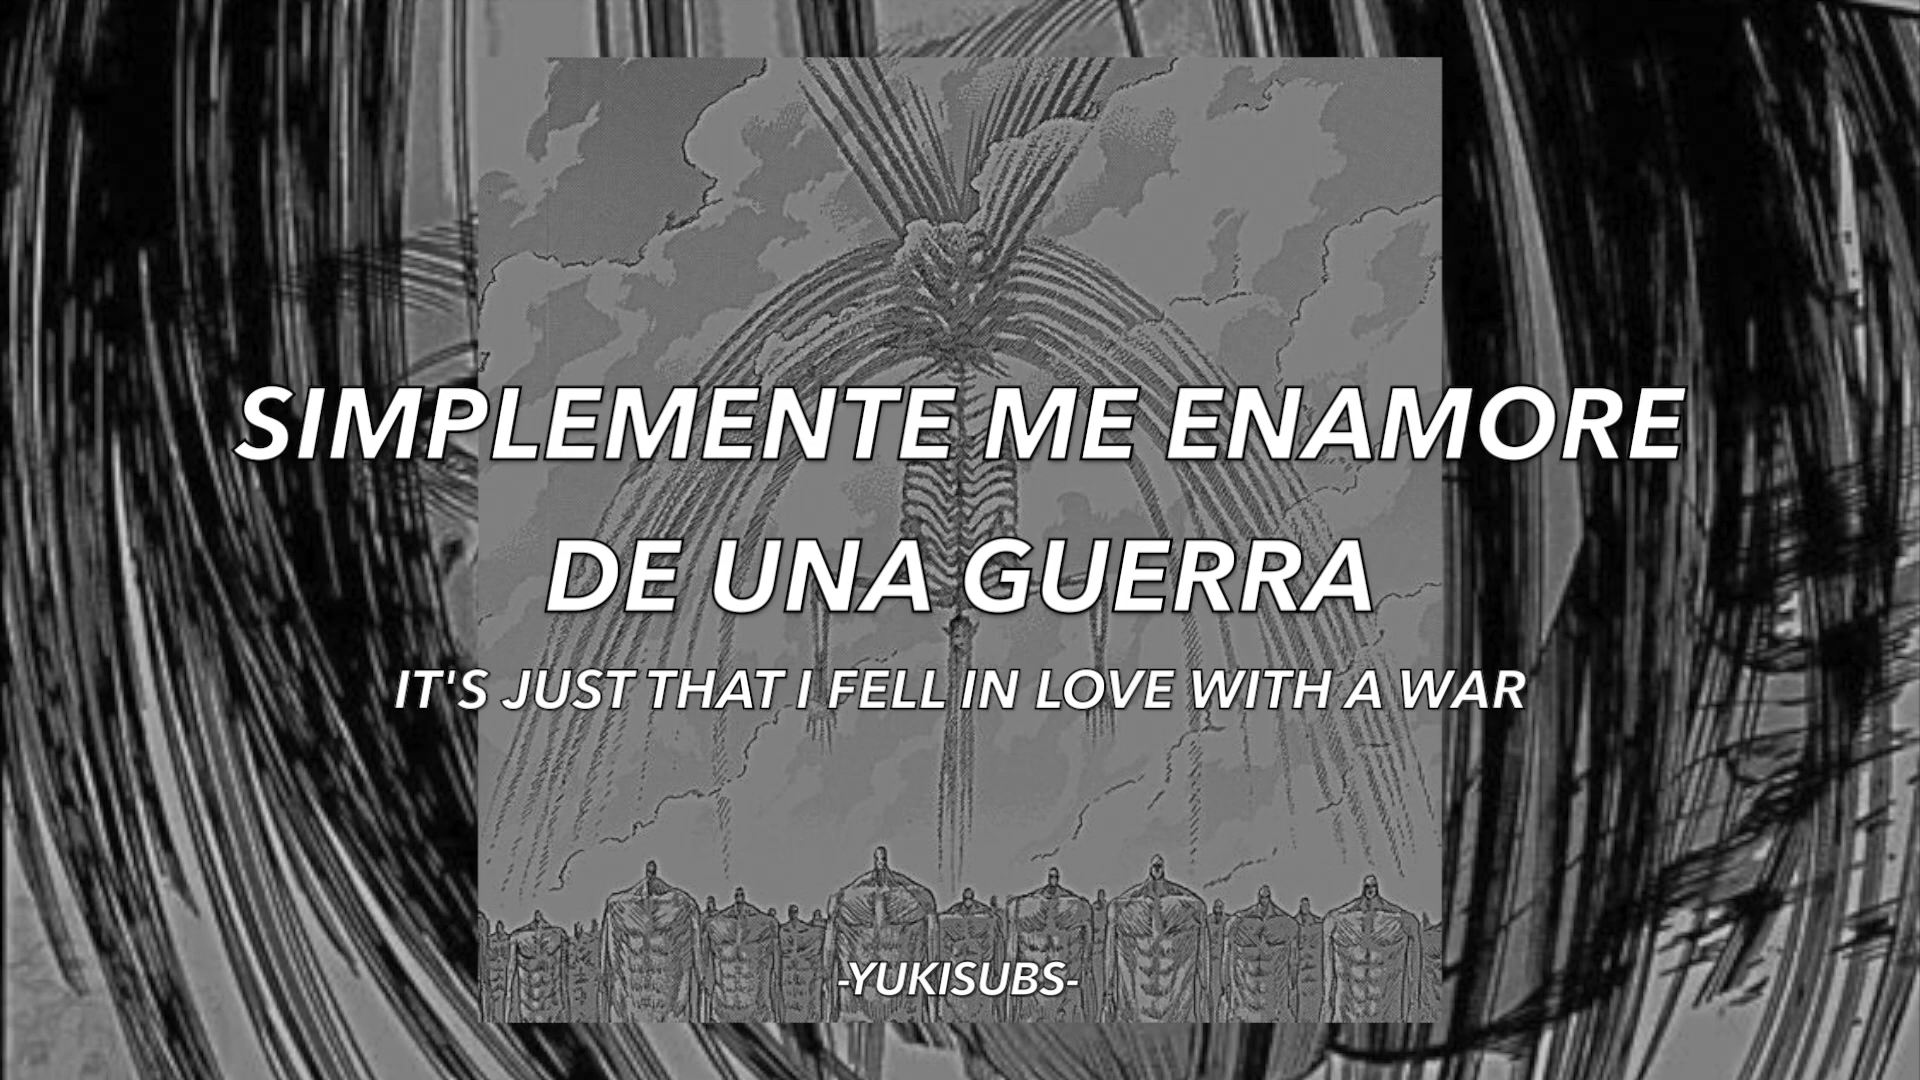 SIMPLEMENTE ME ENAMORE
DE UNA GUERRA
IT'S JUST THAT I FELL IN LOVE WITH A WAR
-YUKISUBS-